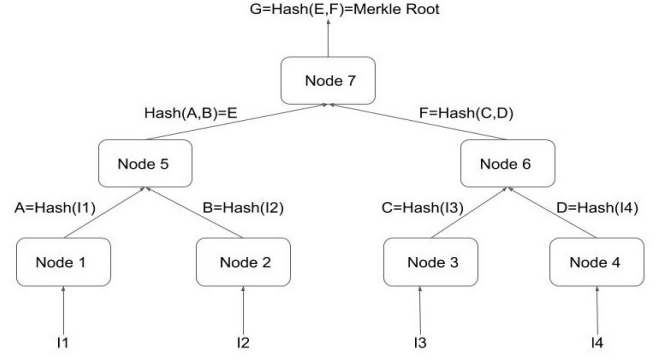 G=Hash(E,F)=Merkle Root
Node 7
Hash(A,B)=E
F=Hash(C,D)
Node 5
Node 6
A=Hash(I1)
B=Hash(I2)
C=Hash(I3)
D=Hash(I4)
Node 1
Node 2
Node 3
Node 4
I1
I2
I3
I4